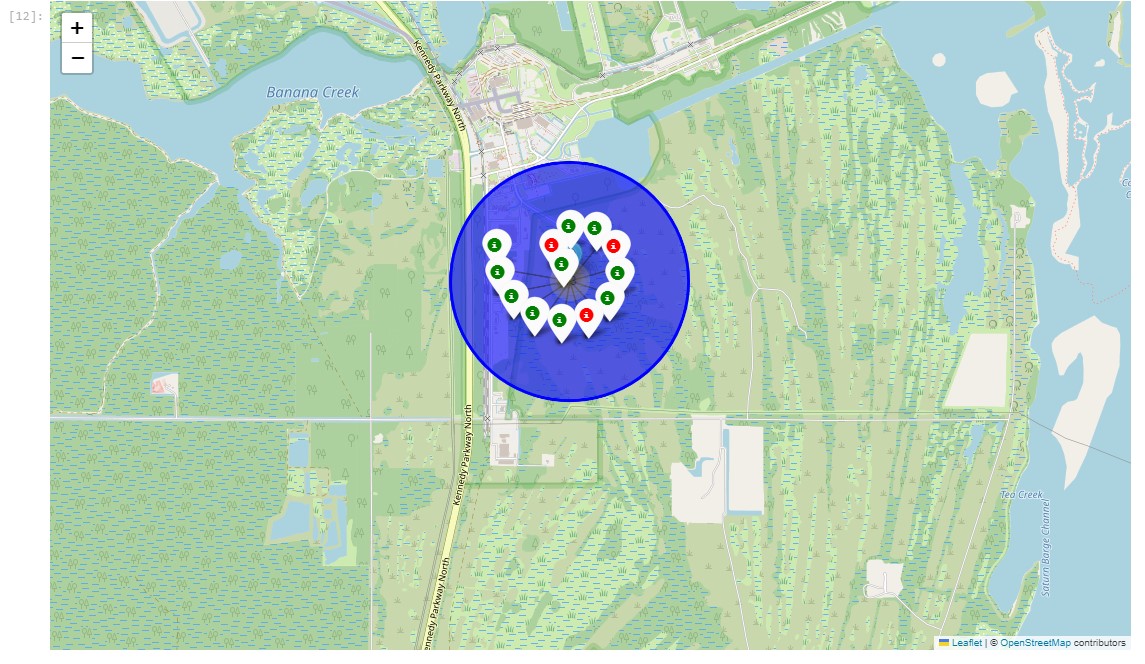 [12]:
+
−
Banana Creek
Kennedy Parkway North
Kennedy Parkway North
ennedy Parkway North
Tea Creek
Saturn Barge Channel
Leaflet | © OpenStreetMap contributors